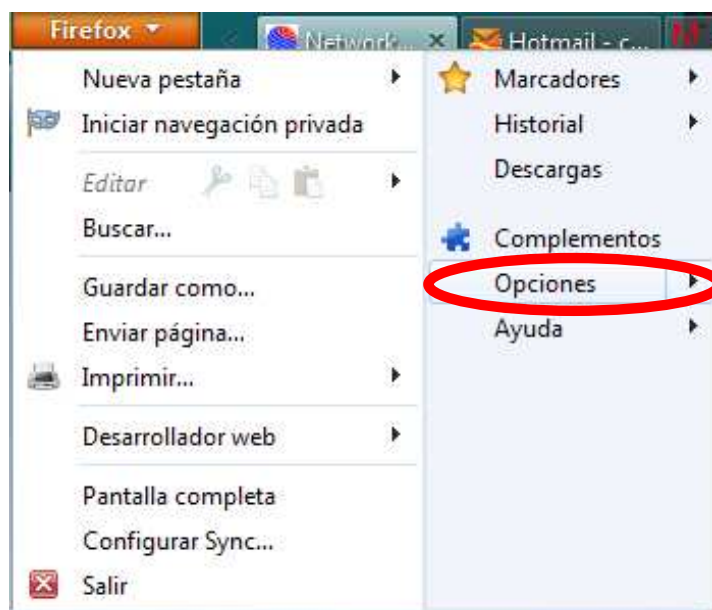 Firefox
Network...
Hotmail - c...
Nueva pestaña
Iniciar navegación privada
Editar
Buscar...
Guardar como...
Enviar página...
Imprimir...
Desarrollador web
Pantalla completa
Configurar Sync...
Salir
Marcadores
Historial
Descargas
Complementos
Opciones
Ayuda